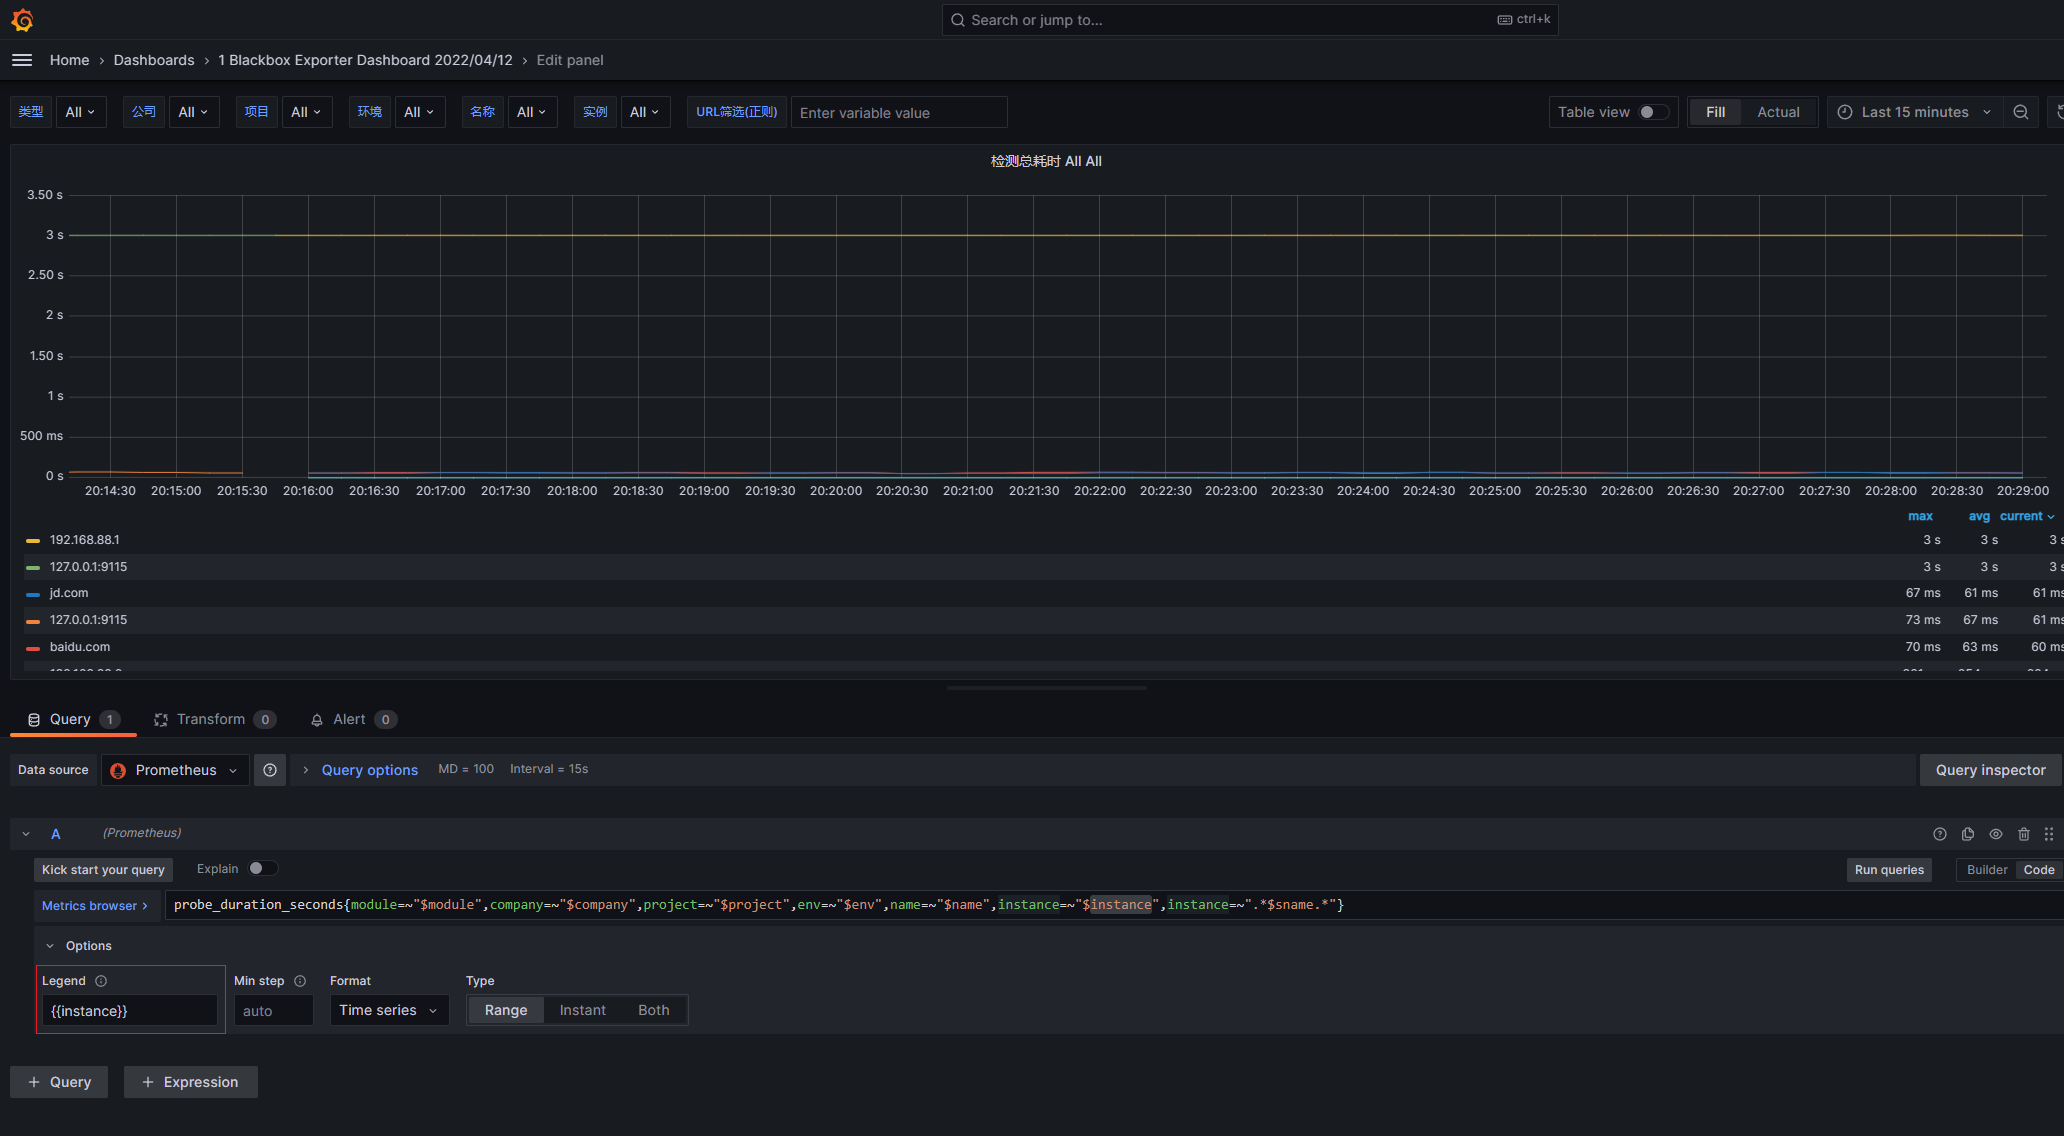 Search or jump to... ctrl+k
Home › Dashboards › 1 Blackbox Exporter Dashboard 2022/04/12 › Edit panel
类型 All 公司 All 项目 All 环境 All 名称 All 实例 All URL筛选(正则) Enter variable value Table view Fill Actual Last 15 minutes
检测总耗时 All All
3.50 s
3 s
2.50 s
2 s
1.50 s
1 s
500 ms
0 s
20:14:30 20:15:00 20:15:30 20:16:00 20:16:30 20:17:00 20:17:30 20:18:00 20:18:30 20:19:00 20:19:30 20:20:00 20:20:30 20:21:00 20:21:30 20:22:00 20:22:30 20:23:00 20:23:30 20:24:00 20:24:30 20:25:00 20:25:30 20:26:00 20:26:30 20:27:00 20:27:30 20:28:00 20:28:30 20:29:00
max avg current
192.168.88.1 3 s 3 s 3 s
127.0.0.1:9115 3 s 3 s 3 s
jd.com 67 ms 61 ms 61 ms
127.0.0.1:9115 73 ms 67 ms 61 ms
baidu.com 70 ms 63 ms 60 ms
Query 1 Transform 0 Alert 0
Data source Prometheus › Query options MD = 100 Interval = 15s Query inspector
A (Prometheus)
Kick start your query Explain Run queries Builder Code
Metrics browser › probe_duration_seconds{module=~"$module",company=~"$company",project=~"$project",env=~"$env",name=~"$name",instance=~"$instance",instance=~".*$sname.*"}
Options
Legend Min step Format Type
{{instance}} auto Time series Range Instant Both
+ Query + Expression